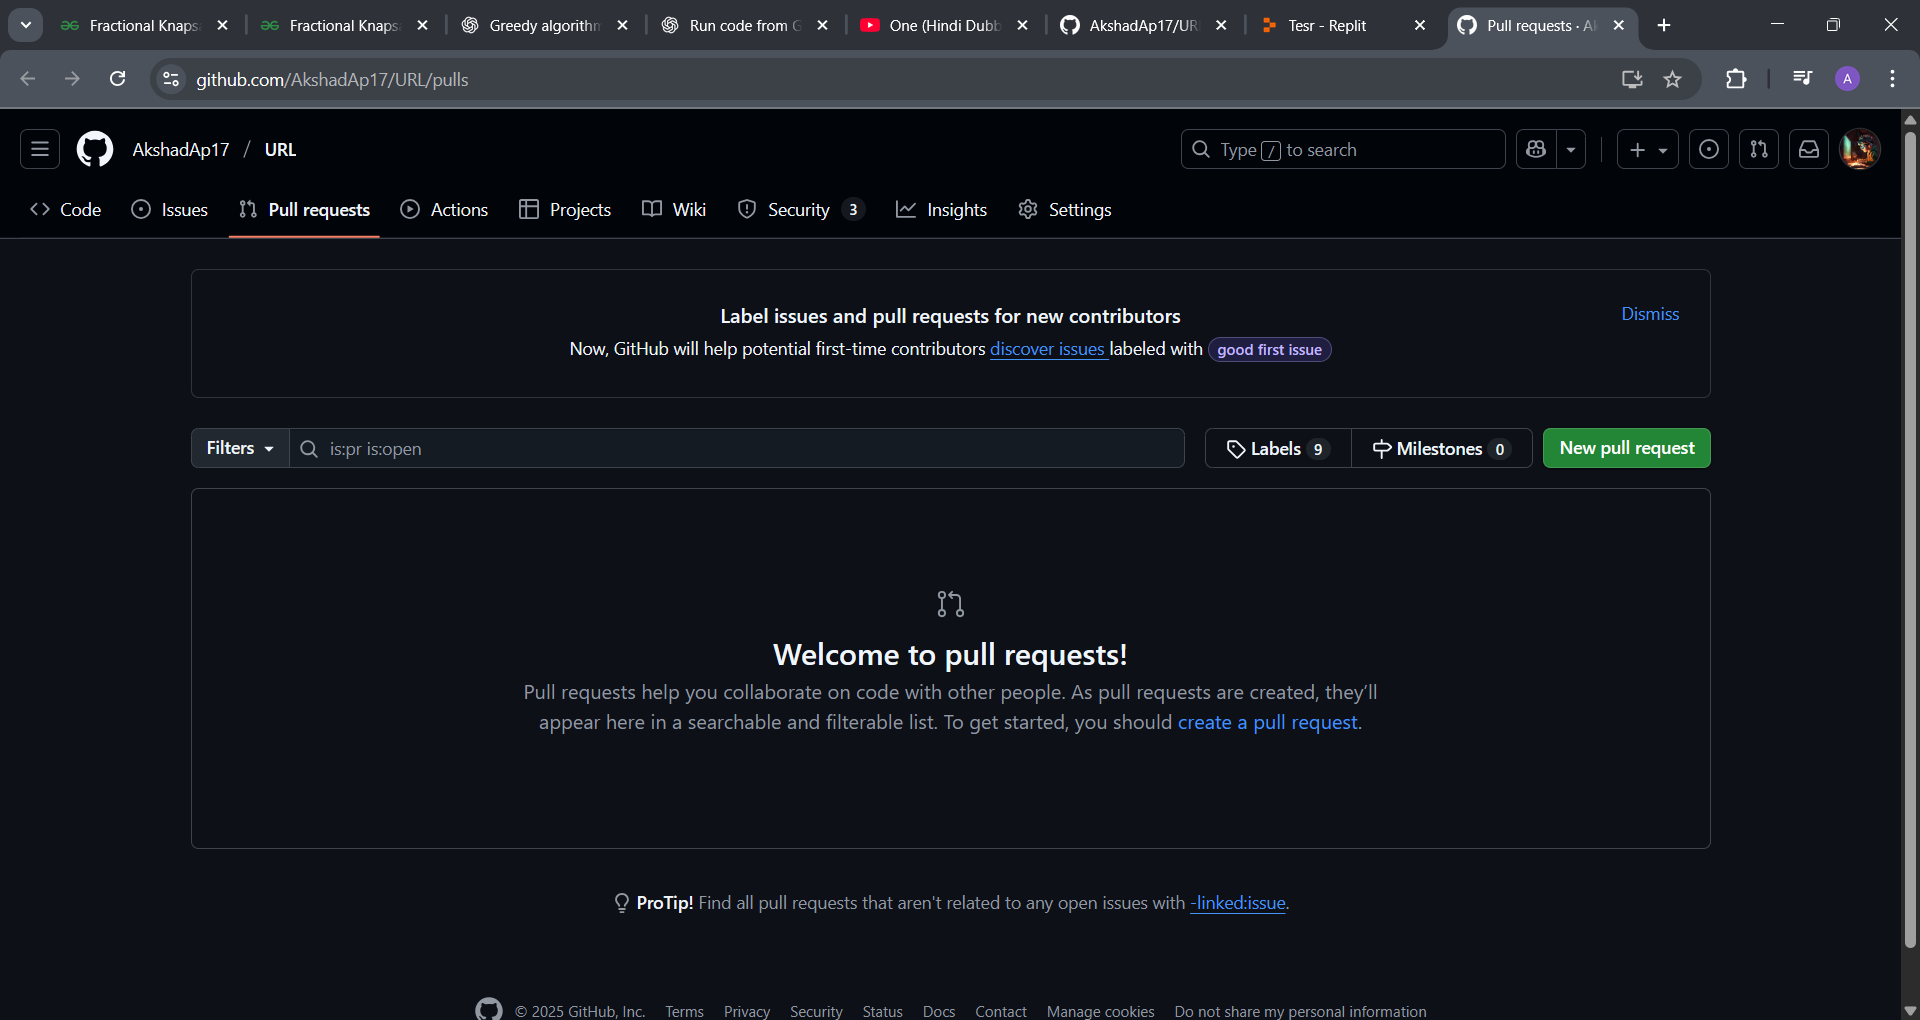 Fractional Knaps
Fractional Knaps
Greedy algorithm
Run code from G
One (Hindi Dubb
AkshadAp17/UR
Tesr - Replit
Pull requests · A
github.com/AkshadAp17/URL/pulls
A
AkshadAp17 / URL
Type / to search
Code
Issues
Pull requests
Actions
Projects
Wiki
Security 3
Insights
Settings
Label issues and pull requests for new contributors
Dismiss
Now, GitHub will help potential first-time contributors discover issues labeled with good first issue
Filters
is:pr is:open
Labels 9
Milestones 0
New pull request
Welcome to pull requests!
Pull requests help you collaborate on code with other people. As pull requests are created, they’ll
appear here in a searchable and filterable list. To get started, you should create a pull request.
ProTip! Find all pull requests that aren't related to any open issues with -linked:issue.
© 2025 GitHub, Inc. Terms Privacy Security Status Docs Contact Manage cookies Do not share my personal information